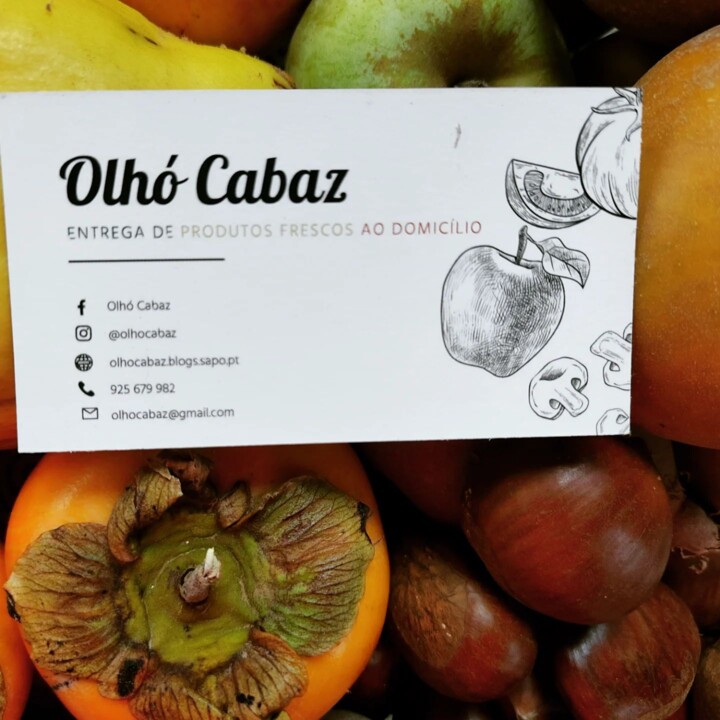 Olhó Cabaz
ENTREGA DE PRODUTOS FRESCOS AO DOMICÍLIO
Olhó Cabaz
@olhocabaz
olhocabaz.blogs.sapo.pt
925 679 982
olhocabaz@gmail.com